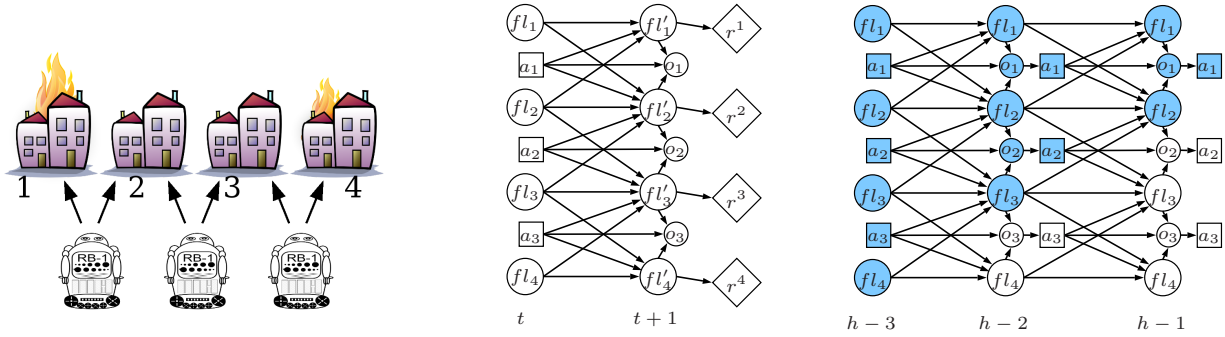 1 2 3 4
RB-1 RB-1 RB-1
fl₁ fl′₁ r¹
a₁ o₁
fl₂ fl′₂ r²
a₂ o₂
fl₃ fl′₃ r³
a₃ o₃
fl₄ fl′₄ r⁴
t t + 1
fl₁ fl₁ fl₁
a₁ o₁ a₁ o₁ a₁
fl₂ fl₂ fl₂
a₂ o₂ a₂ o₂ a₂
fl₃ fl₃ fl₃
a₃ o₃ a₃ o₃ a₃
fl₄ fl₄ fl₄
h − 3 h − 2 h − 1